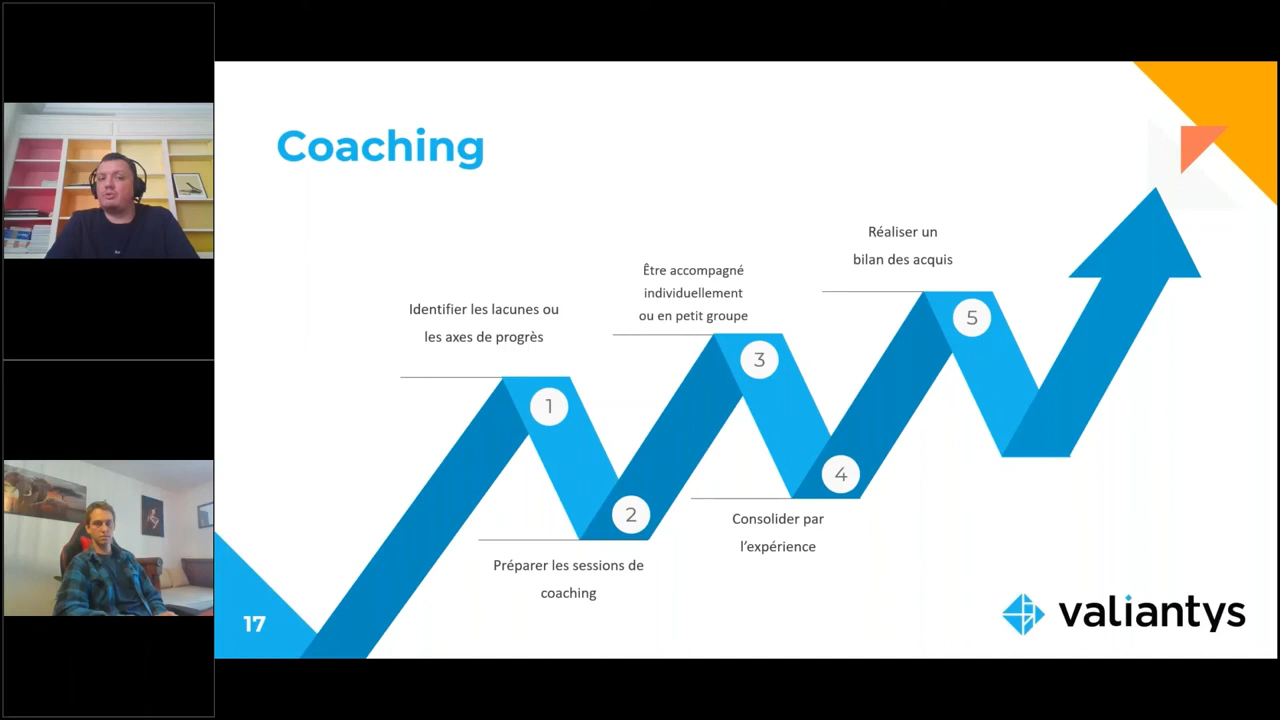 Coaching
Identifier les lacunes ou
les axes de progrès
1
Préparer les sessions de
coaching
2
Être accompagné
individuellement
ou en petit groupe
3
Consolider par
l’expérience
4
Réaliser un
bilan des acquis
5
17
valiantys